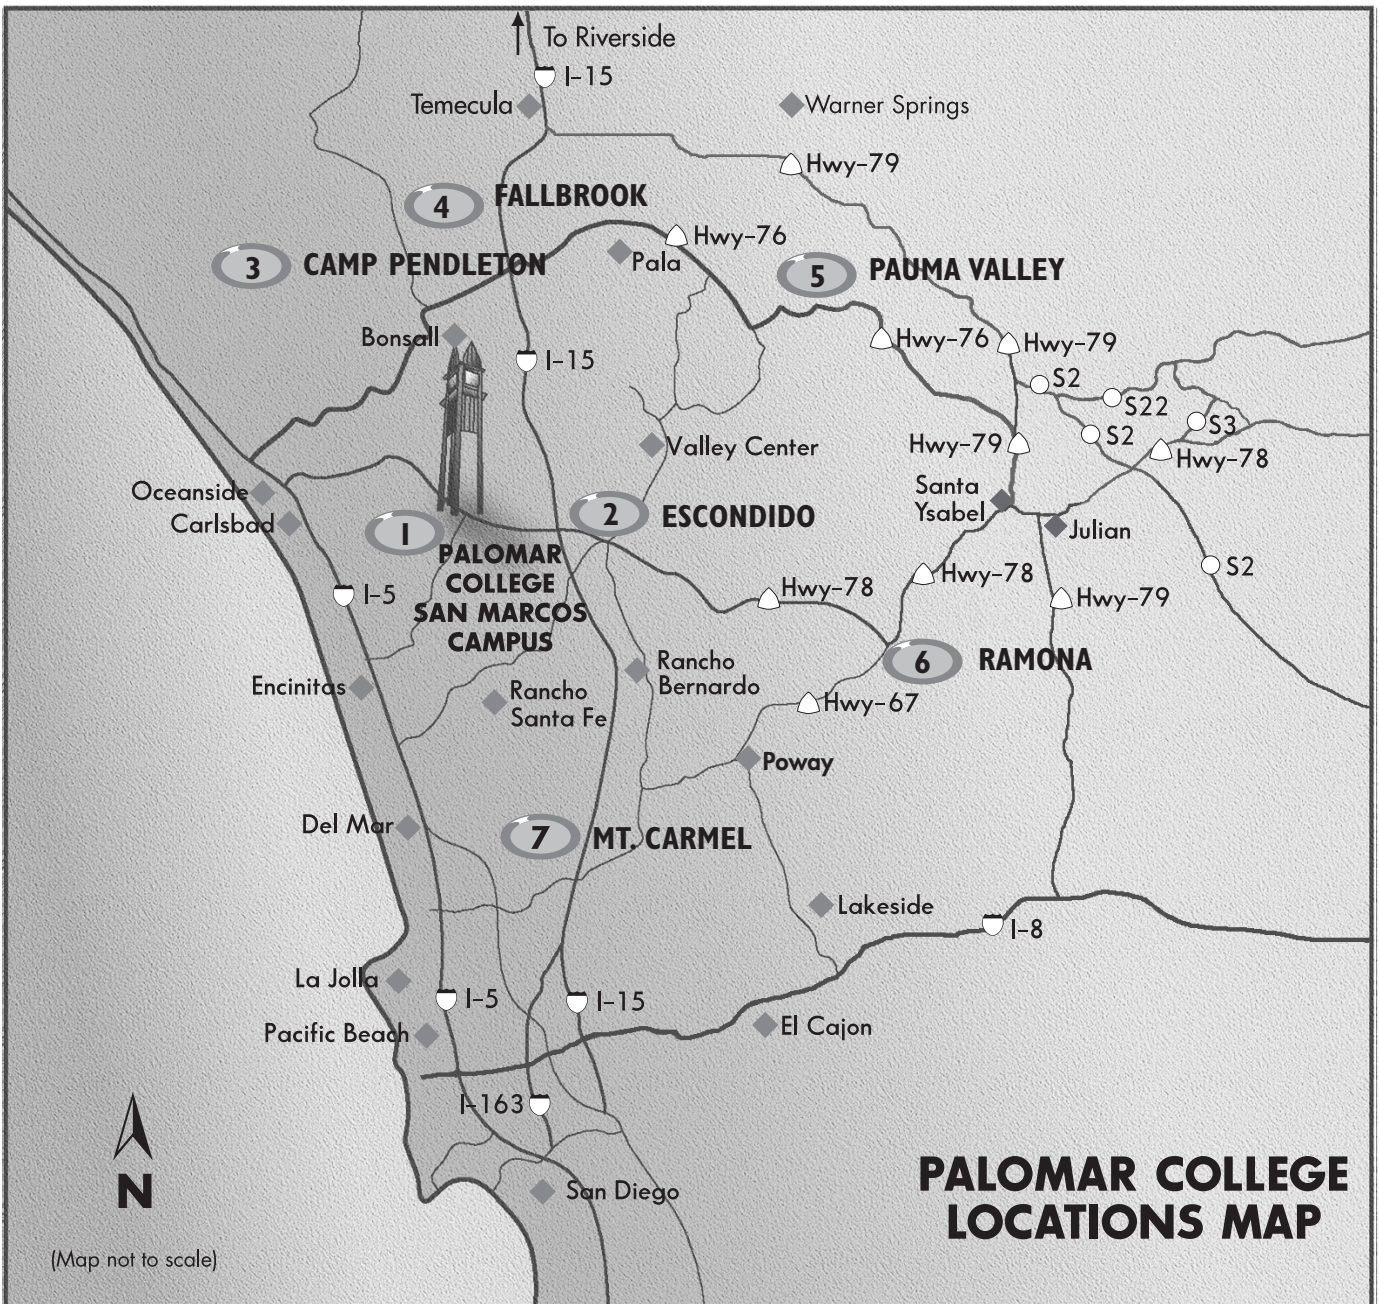 To Riverside
I-15
Temecula
Warner Springs
Hwy-79
4
FALLBROOK
Hwy-76
Pala
3
CAMP PENDLETON
5
PAUMA VALLEY
Bonsall
I-15
Hwy-76
Hwy-79
S2
S22
S2
S3
Hwy-78
Valley Center
Hwy-79
Santa
Ysabel
Julian
Oceanside
Carlsbad
1
PALOMAR
COLLEGE
SAN MARCOS
CAMPUS
2
ESCONDIDO
I-5
Hwy-78
Hwy-78
S2
Hwy-79
6
RAMONA
Encinitas
Rancho
Santa Fe
Rancho
Bernardo
Hwy-67
Poway
Del Mar
7
MT. CARMEL
Lakeside
I-8
La Jolla
I-5
I-15
Pacific Beach
El Cajon
I-163
N
San Diego
PALOMAR COLLEGE
LOCATIONS MAP
(Map not to scale)